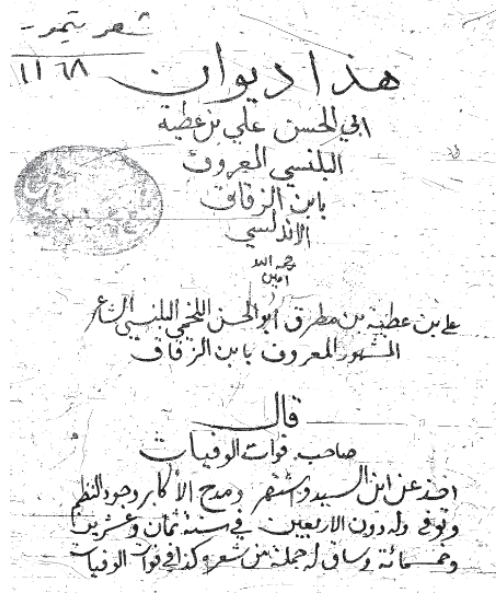 شعر تيمور
١١٦٨
هذا ديوان
ابي الحسن علي بن عطية
البلنسي المعروف
بابن الزقاق
الاندلسي
رحمه الله
امين
علي بن عطية بن مطرق ابو الحسن اللخمي البلنسي الشاعر
المشهور المعروف بابن الزقاق
قال
صاحب فوات الوفيات
اخذ عن ابن السيد واشتهر ومدح الاكابر وجود النظم
وتوفي وله دون الاربعين في سنة ثمان وعشرين
وخمسمائة وساق له جملة من شعره كذا في فوات الوفيات